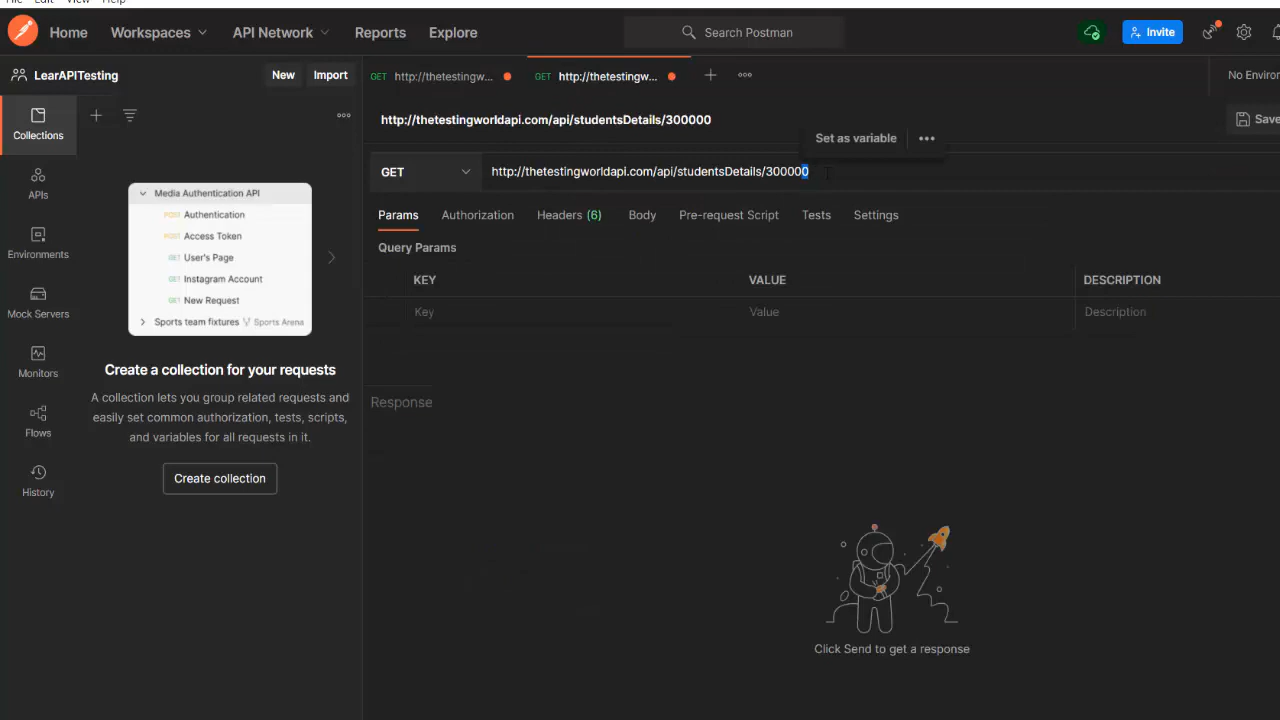 File Edit View Help
Home Workspaces API Network Reports Explore Search Postman Invite
LearAPITesting New Import GET http://thetestingw... GET http://thetestingw... No Environ
http://thetestingworldapi.com/api/studentsDetails/300000 Save
Collections
Set as variable
GET http://thetestingworldapi.com/api/studentsDetails/300000
APIs
Media Authentication API
POST Authentication
POST Access Token
GET User's Page
GET Instagram Account
GET New Request
Sports team fixtures Sports Arena
Params Authorization Headers (6) Body Pre-request Script Tests Settings
Environments
Query Params
KEY VALUE DESCRIPTION
Key Value Description
Mock Servers
Monitors
Create a collection for your requests
A collection lets you group related requests and
easily set common authorization, tests, scripts,
and variables for all requests in it.
Response
Flows
Create collection
History
Click Send to get a response